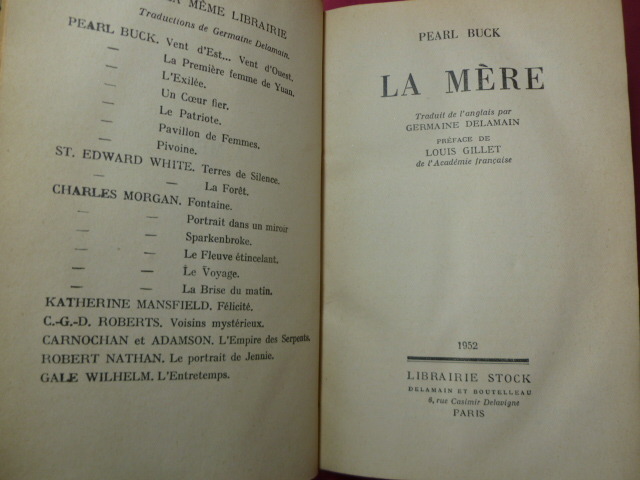 LA MÊME LIBRAIRIE
Traductions de Germaine Delamain.
PEARL BUCK. Vent d'Est... Vent d'Ouest.
— La Première femme de Yuan.
— L'Exilée.
— Un Cœur fier.
— Le Patriote.
— Pavillon de Femmes.
— Pivoine.
ST. EDWARD WHITE. Terres de Silence.
— — La Forêt.
CHARLES MORGAN. Fontaine.
— — Portrait dans un miroir
— — Sparkenbroke.
— — Le Fleuve étincelant.
— — Le Voyage.
— — La Brise du matin.
KATHERINE MANSFIELD. Félicité.
C.-G.-D. ROBERTS. Voisins mystérieux.
CARNOCHAN et ADAMSON. L'Empire des Serpents.
ROBERT NATHAN. Le portrait de Jennie.
GALE WILHELM. L'Entretemps.
PEARL BUCK
LA MÈRE
Traduit de l'anglais par
GERMAINE DELAMAIN
PRÉFACE DE
LOUIS GILLET
de l'Académie française
1952
LIBRAIRIE STOCK
DELAMAIN ET BOUTELLEAU
6, rue Casimir Delavigne
PARIS